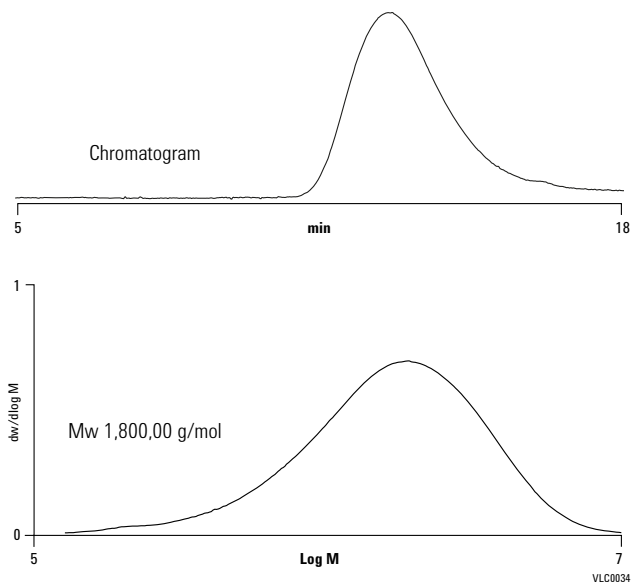 Chromatogram
5 min 18
1
dw/dlog M
Mw 1,800,00 g/mol
0
5 Log M 7
VLC0034